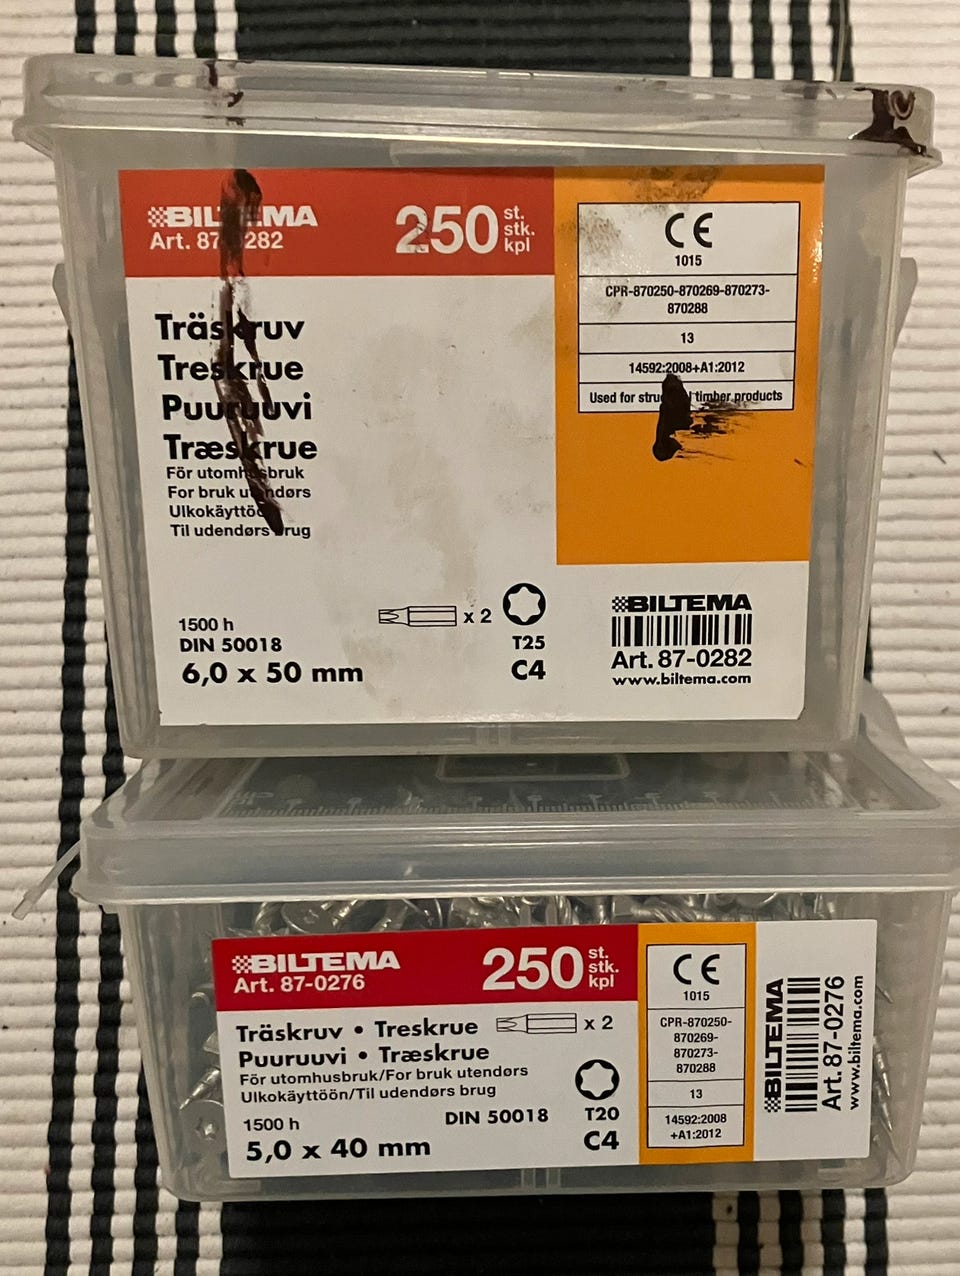 BILTEMA
Art. 87-0282
250 st.
stk.
kpl
Träskruv
Treskrue
Puuruuvi
Træskrue
För utomhusbruk
For bruk utendørs
Ulkokäyttöön
Til udendørs brug
1500 h
DIN 50018
6,0 x 50 mm
x 2
T25
C4
CE
1015
CPR-870250-870269-870273-
870288
13
14592:2008+A1:2012
Used for structural timber products
BILTEMA
Art. 87-0282
www.biltema.com
BILTEMA
Art. 87-0276
250 st.
stk.
kpl
Träskruv • Treskrue
x 2
Puuruuvi • Træskrue
För utomhusbruk/For bruk utendørs
Ulkokäyttöön/Til udendørs brug
1500 h
DIN 50018
5,0 x 40 mm
T20
C4
CE
1015
CPR-870250-
870269-
870273-
870288
13
14592:2008
+A1:2012
BILTEMA
Art. 87-0276
www.biltema.com